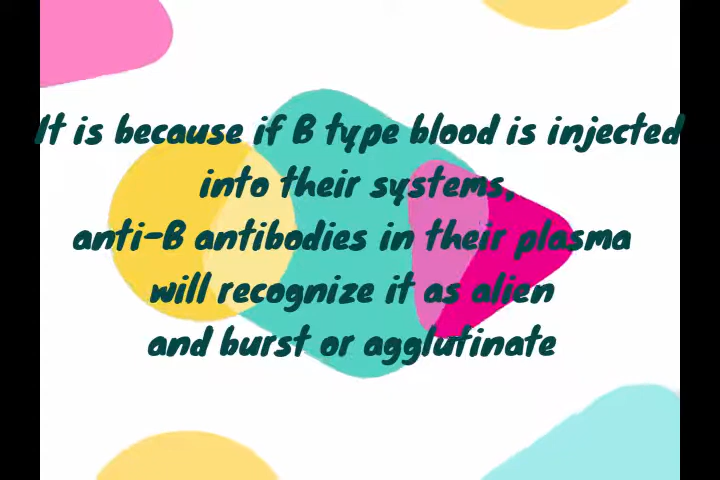 It is because if B type blood is injected
into their systems,
anti-B antibodies in their plasma
will recognize it as alien
and burst or agglutinate